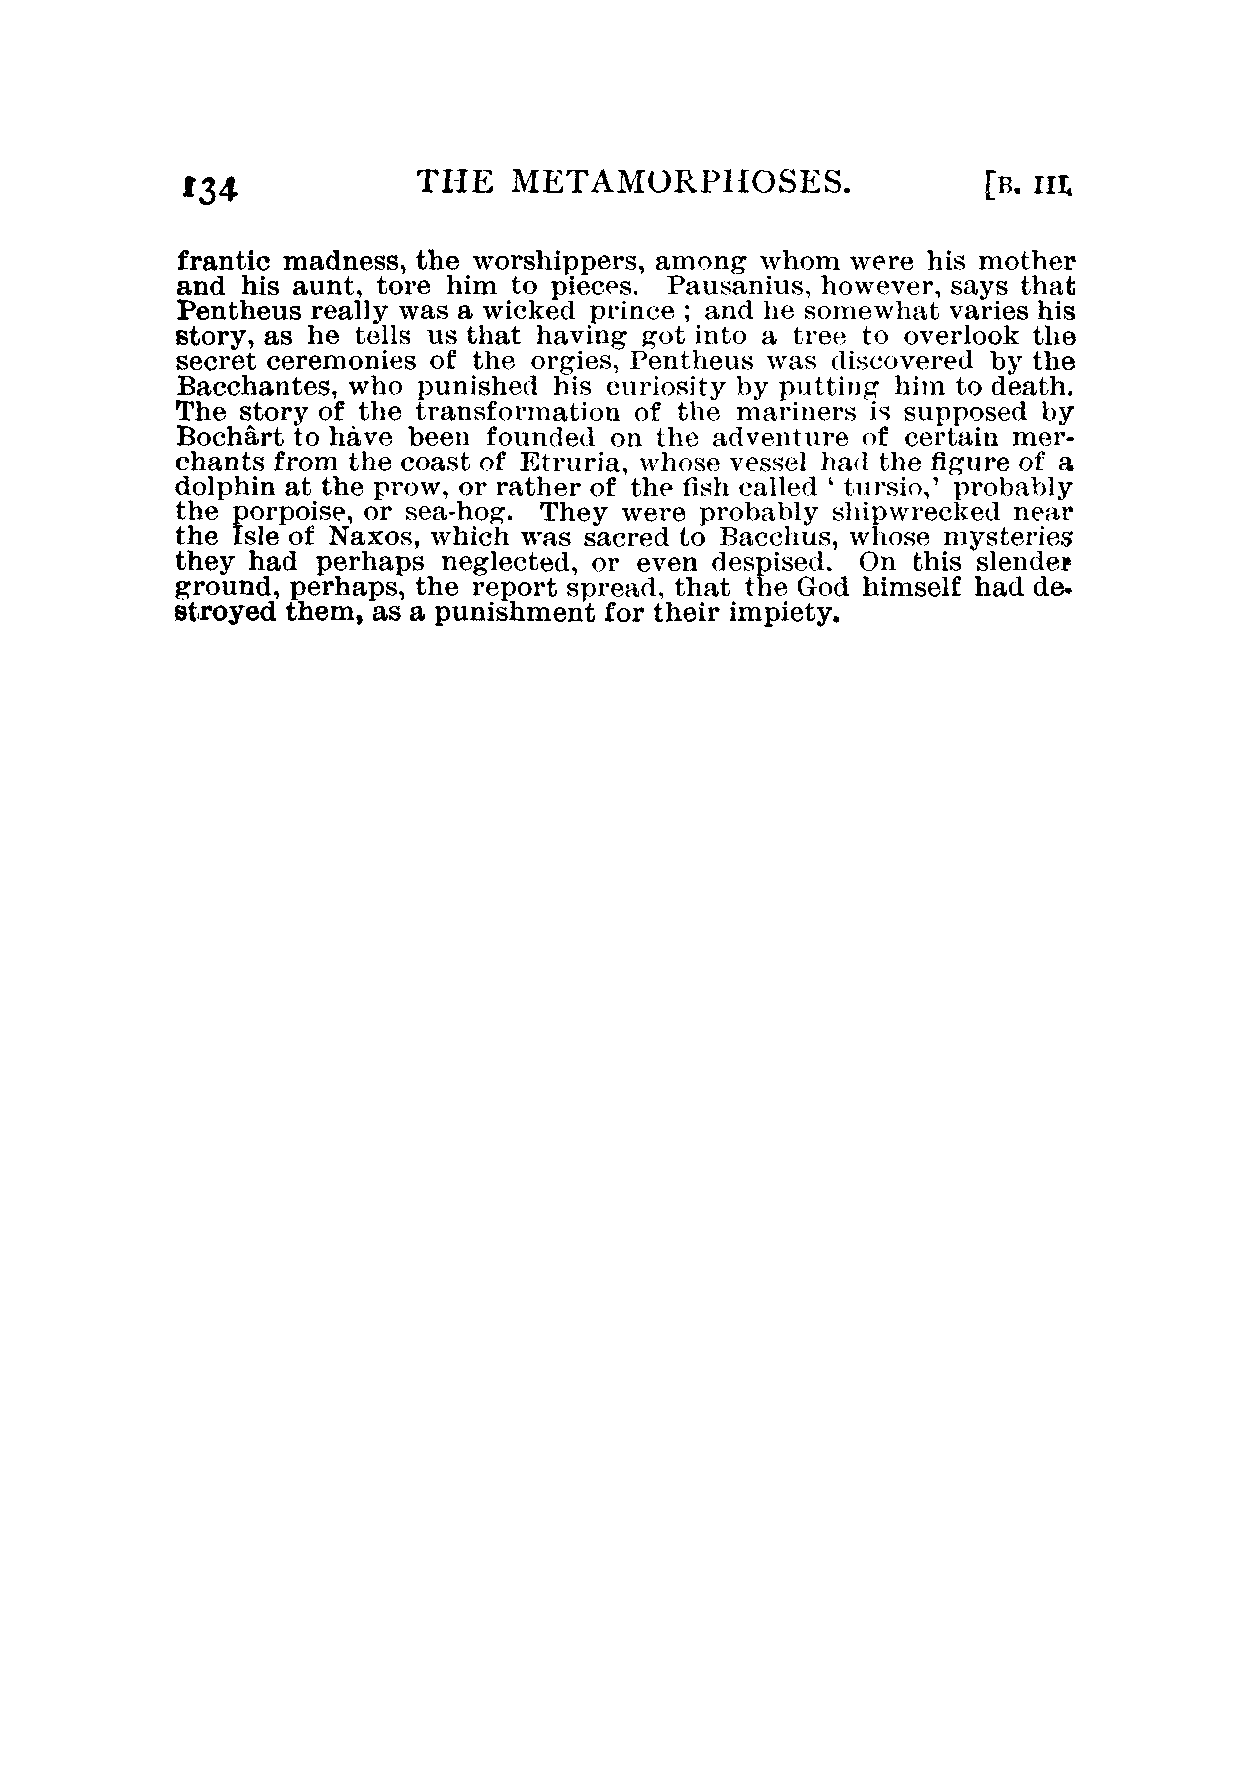 134 THE METAMORPHOSES. [B. III.
frantic madness, the worshippers, among whom were his mother
and his aunt, tore him to pieces. Pausanius, however, says that
Pentheus really was a wicked prince ; and he somewhat varies his
story, as he tells us that having got into a tree to overlook the
secret ceremonies of the orgies, Pentheus was discovered by the
Bacchantes, who punished his curiosity by putting him to death.
The story of the transformation of the mariners is supposed by
Bochârt to hàve been founded on the adventure of certain mer-
chants from the coast of Etruria, whose vessel had the figure of a
dolphin at the prow, or rather of the fish called ‘ tursio,’ probably
the porpoise, or sea-hog. They were probably shipwrecked near
the Isle of Naxos, which was sacred to Bacchus, whose mysteries
they had perhaps neglected, or even despised. On this slender
ground, perhaps, the report spread, that the God himself had de-
stroyed them, as a punishment for their impiety.